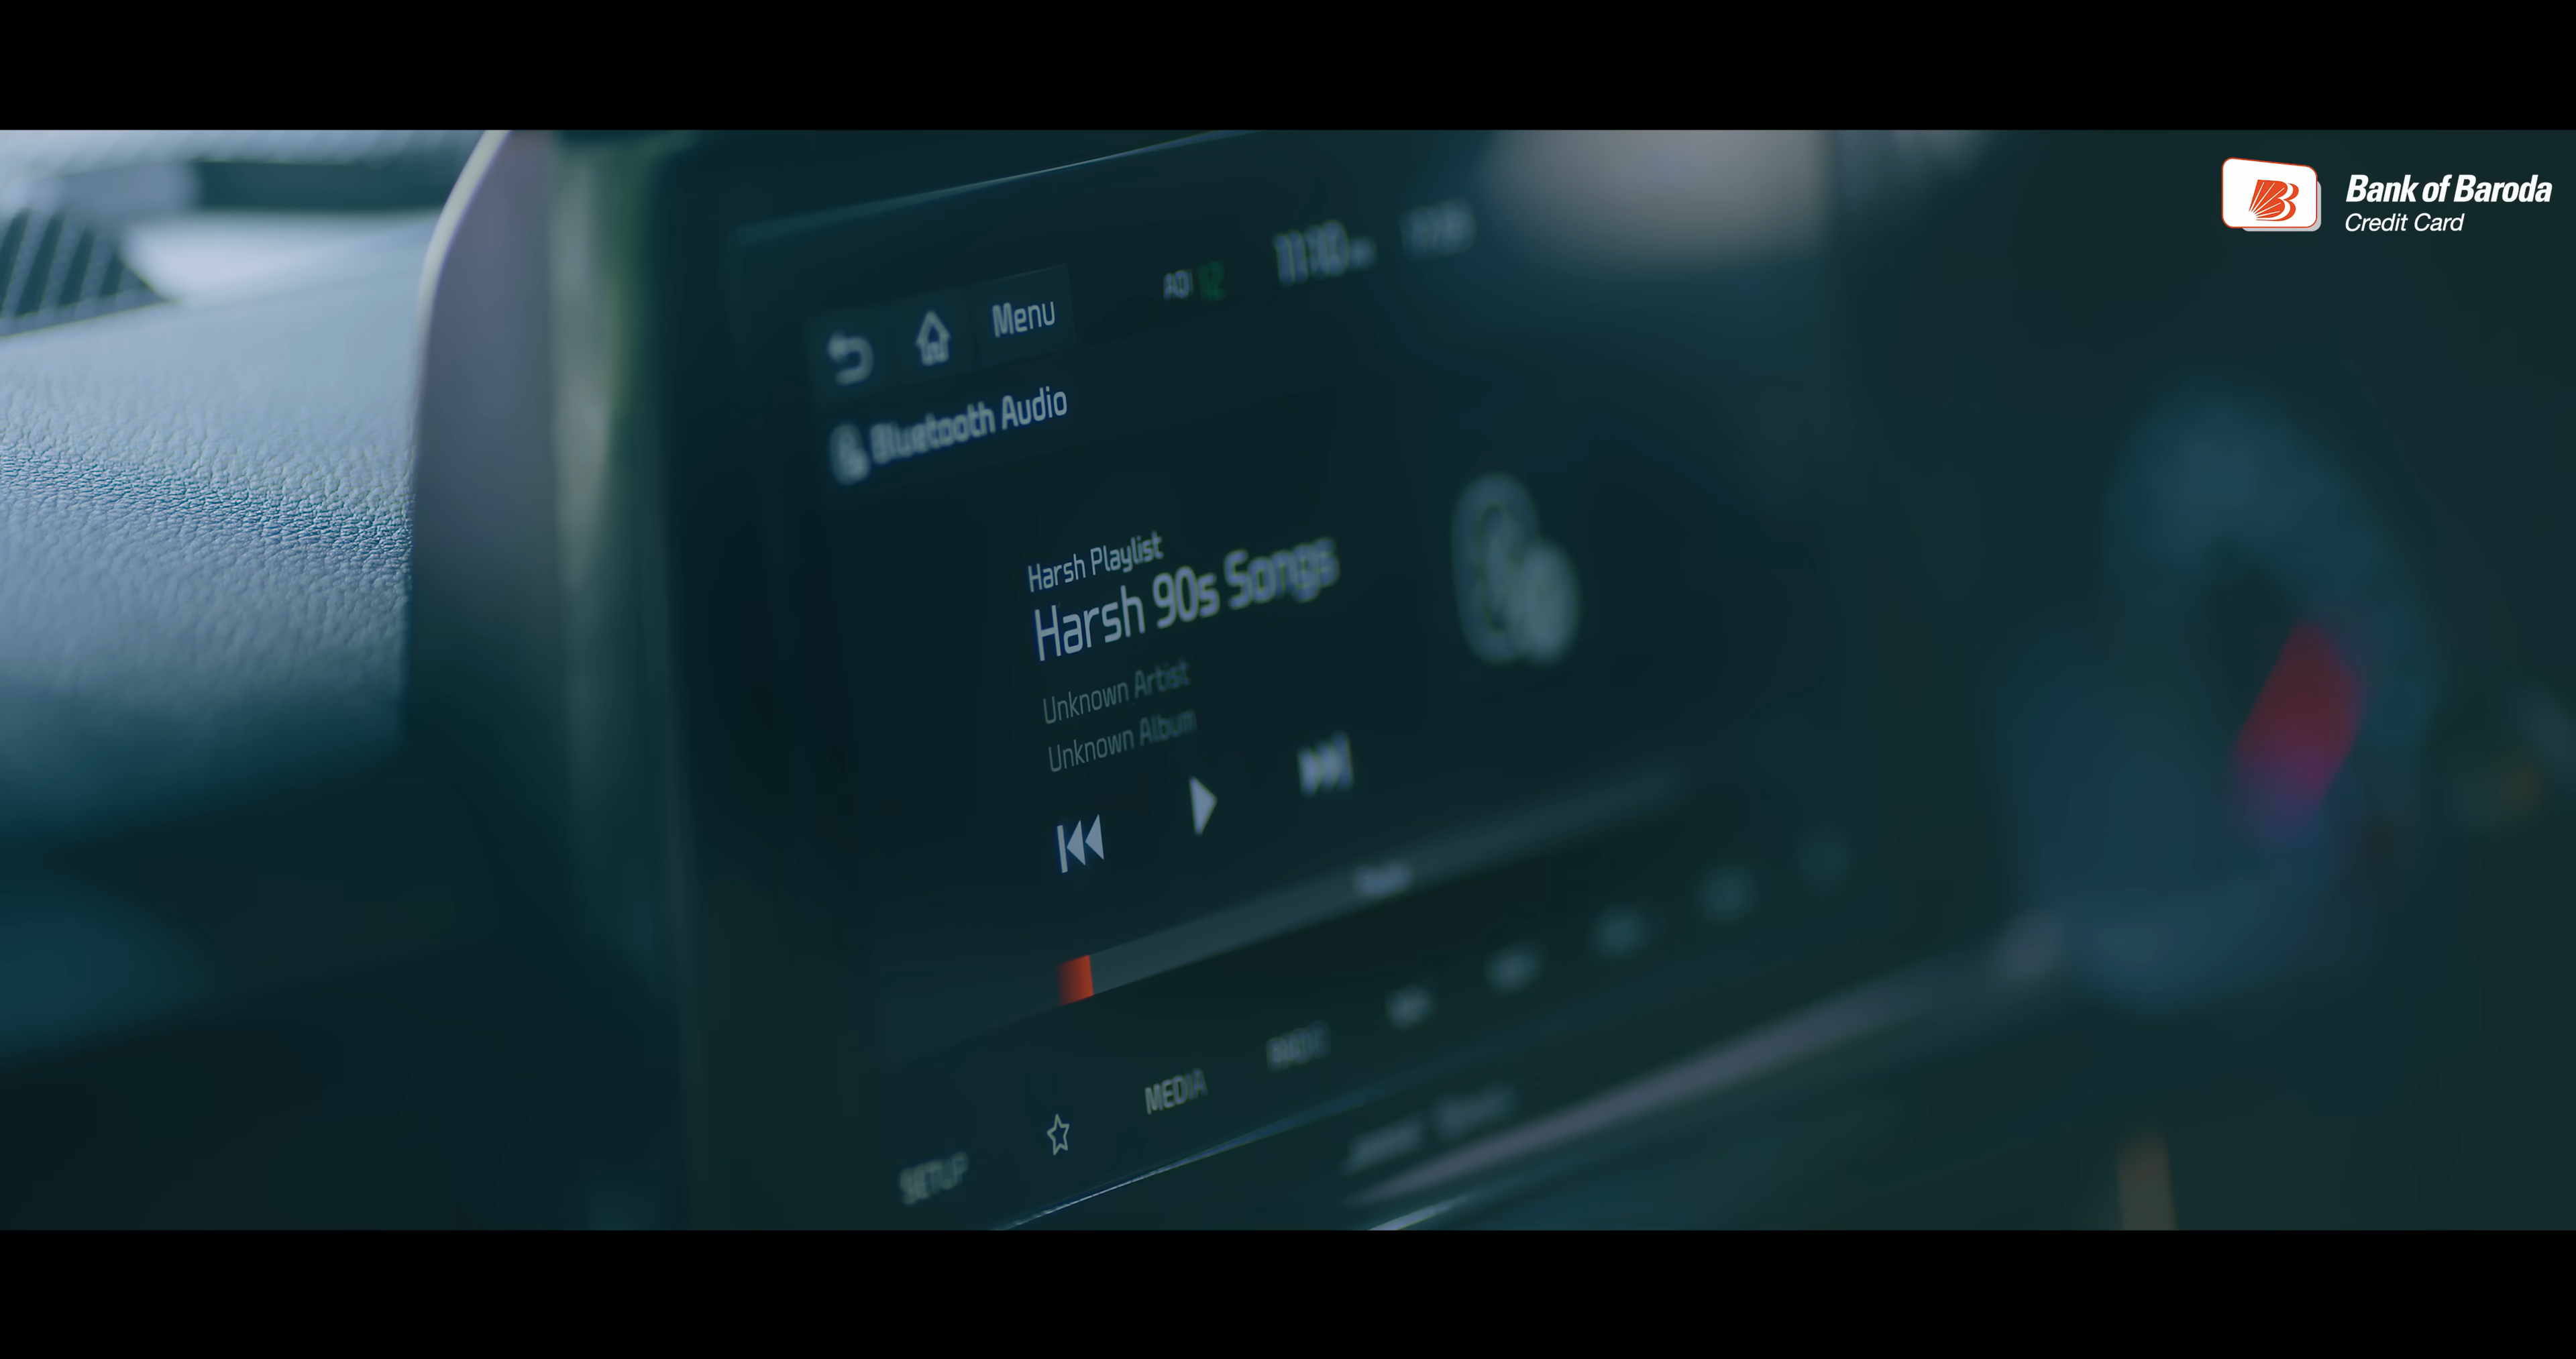 Bank of Baroda
Credit Card
Menu
Bluetooth Audio
Harsh Playlist
Harsh 90s Songs
Unknown Artist
Unknown Album
MEDIA
SETUP